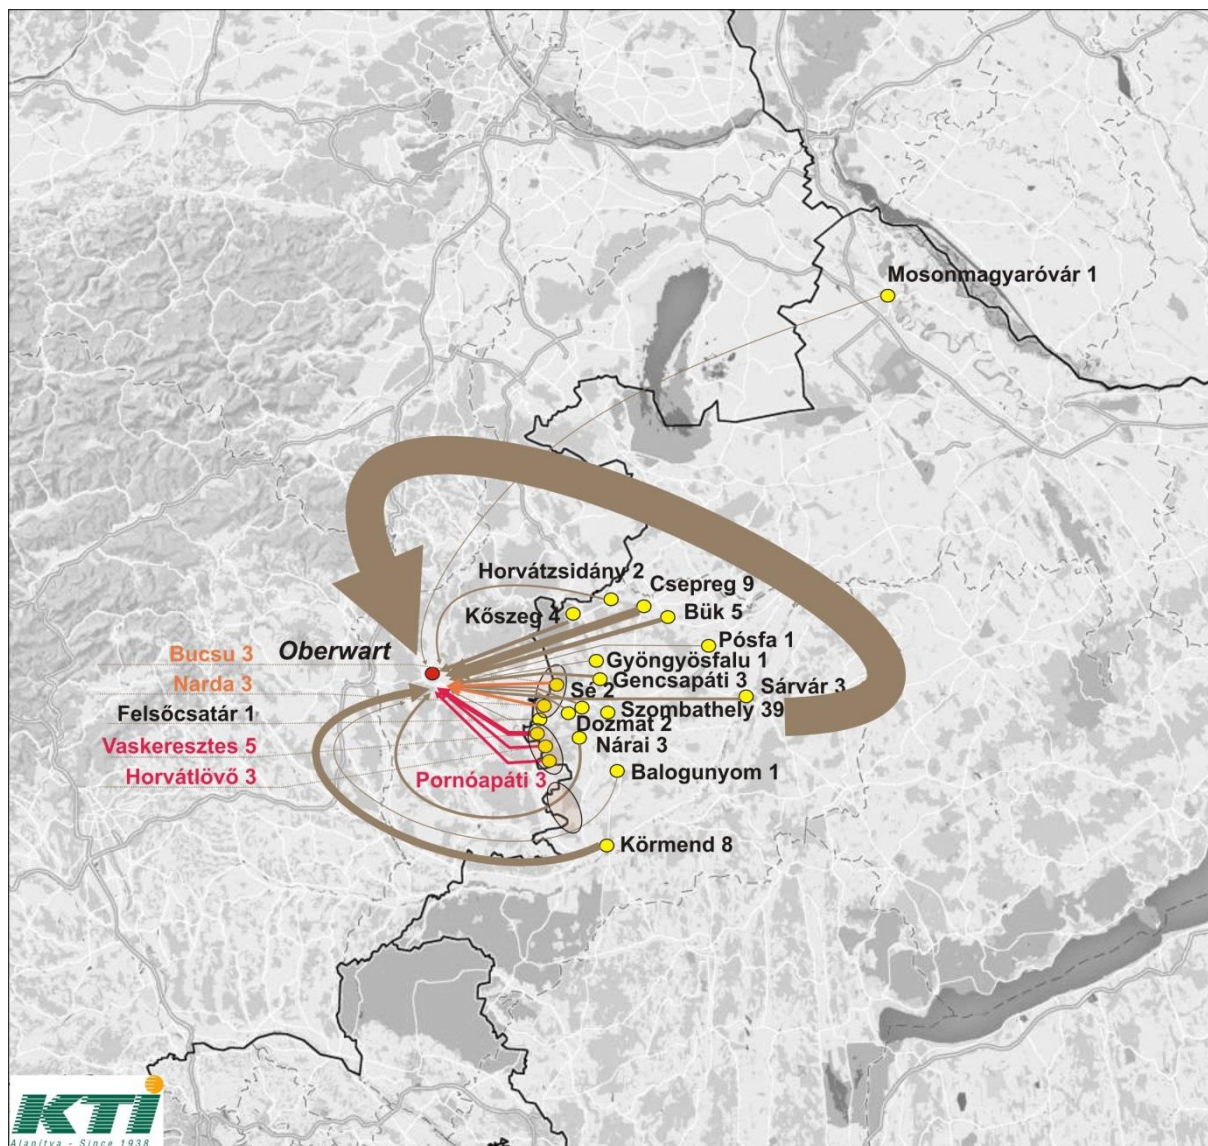 Mosonmagyaróvár 1
Horvátzsidány 2
Csepreg 9
Kőszeg 4
Bük 5
Pósfa 1
Oberwart
Bucsu 3
Gyöngyösfalu 1
Gencsapáti 3
Narda 3
Sé 2
Sárvár 3
Felsőcsatár 1
Szombathely 39
Dozmat 2
Vaskeresztes 5
Nárai 3
Horvátlövő 3
Pornóapáti 3
Balogunyom 1
Körmend 8
KTI
Alapítva - Since 1938